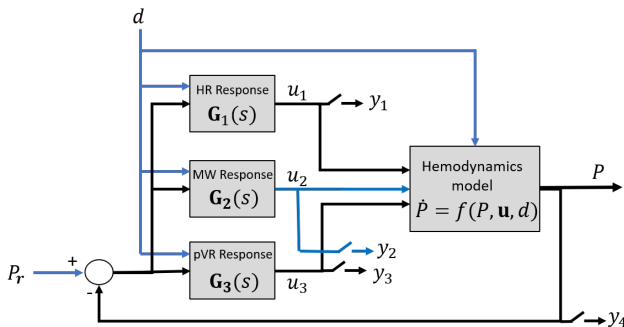 d
HR Response
G₁(s)
u₁
y₁
MW Response
G₂(s)
u₂
y₂
Hemodynamics
model
Ṗ = f(P, u, d)
P
pVR Response
G₃(s)
u₃
y₃
Pᵣ
+
-
y₄